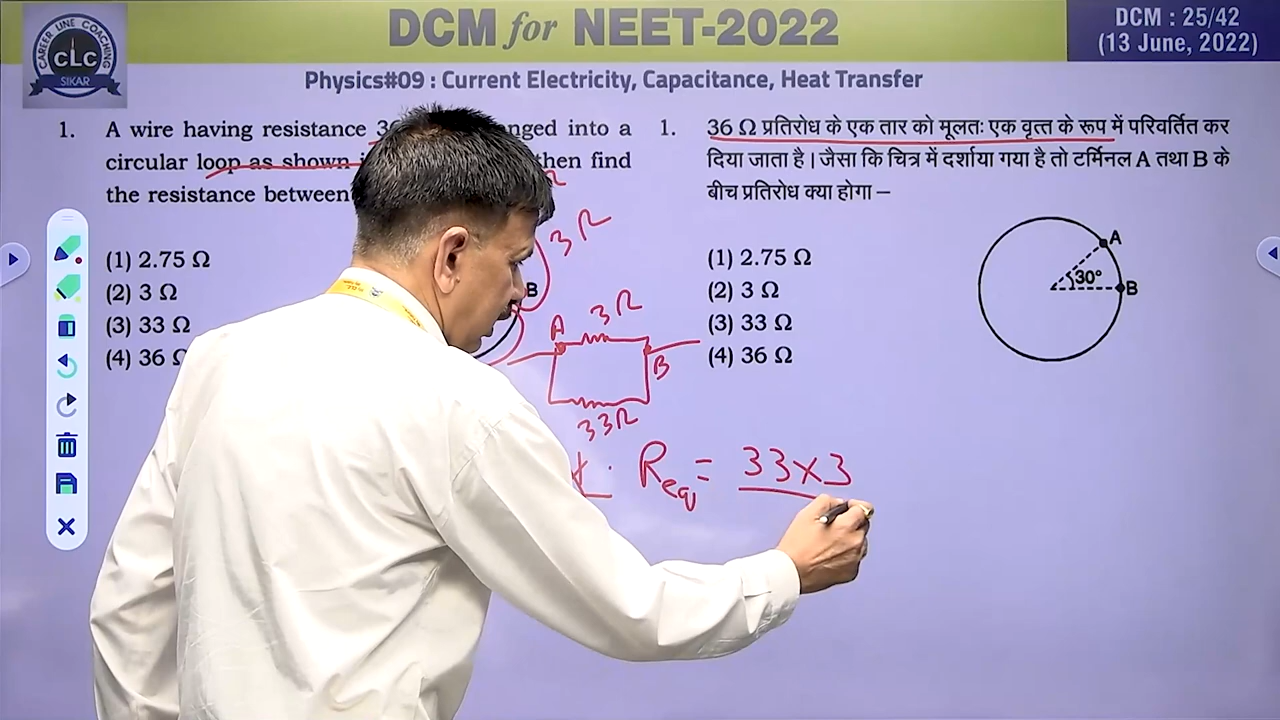 DCM for NEET-2022
DCM : 25/42
(13 June, 2022)
CAREER LINE COACHING
CLC
SIKAR
Physics#09 : Current Electricity, Capacitance, Heat Transfer
1. A wire having resistance 3 nged into a
circular loop as shown then find
the resistance between
(1) 2.75 Ω
(2) 3 Ω
(3) 33 Ω
(4) 36 Ω
B
3Ω
A
3Ω
B
33Ω
Req = 33×3
1. 36 Ω प्रतिरोध के एक तार को मूलतः एक वृत्त के रूप में परिवर्तित कर
दिया जाता है। जैसा कि चित्र में दर्शाया गया है तो टर्मिनल A तथा B के
बीच प्रतिरोध क्या होगा –
(1) 2.75 Ω
(2) 3 Ω
(3) 33 Ω
(4) 36 Ω
A
30°
B